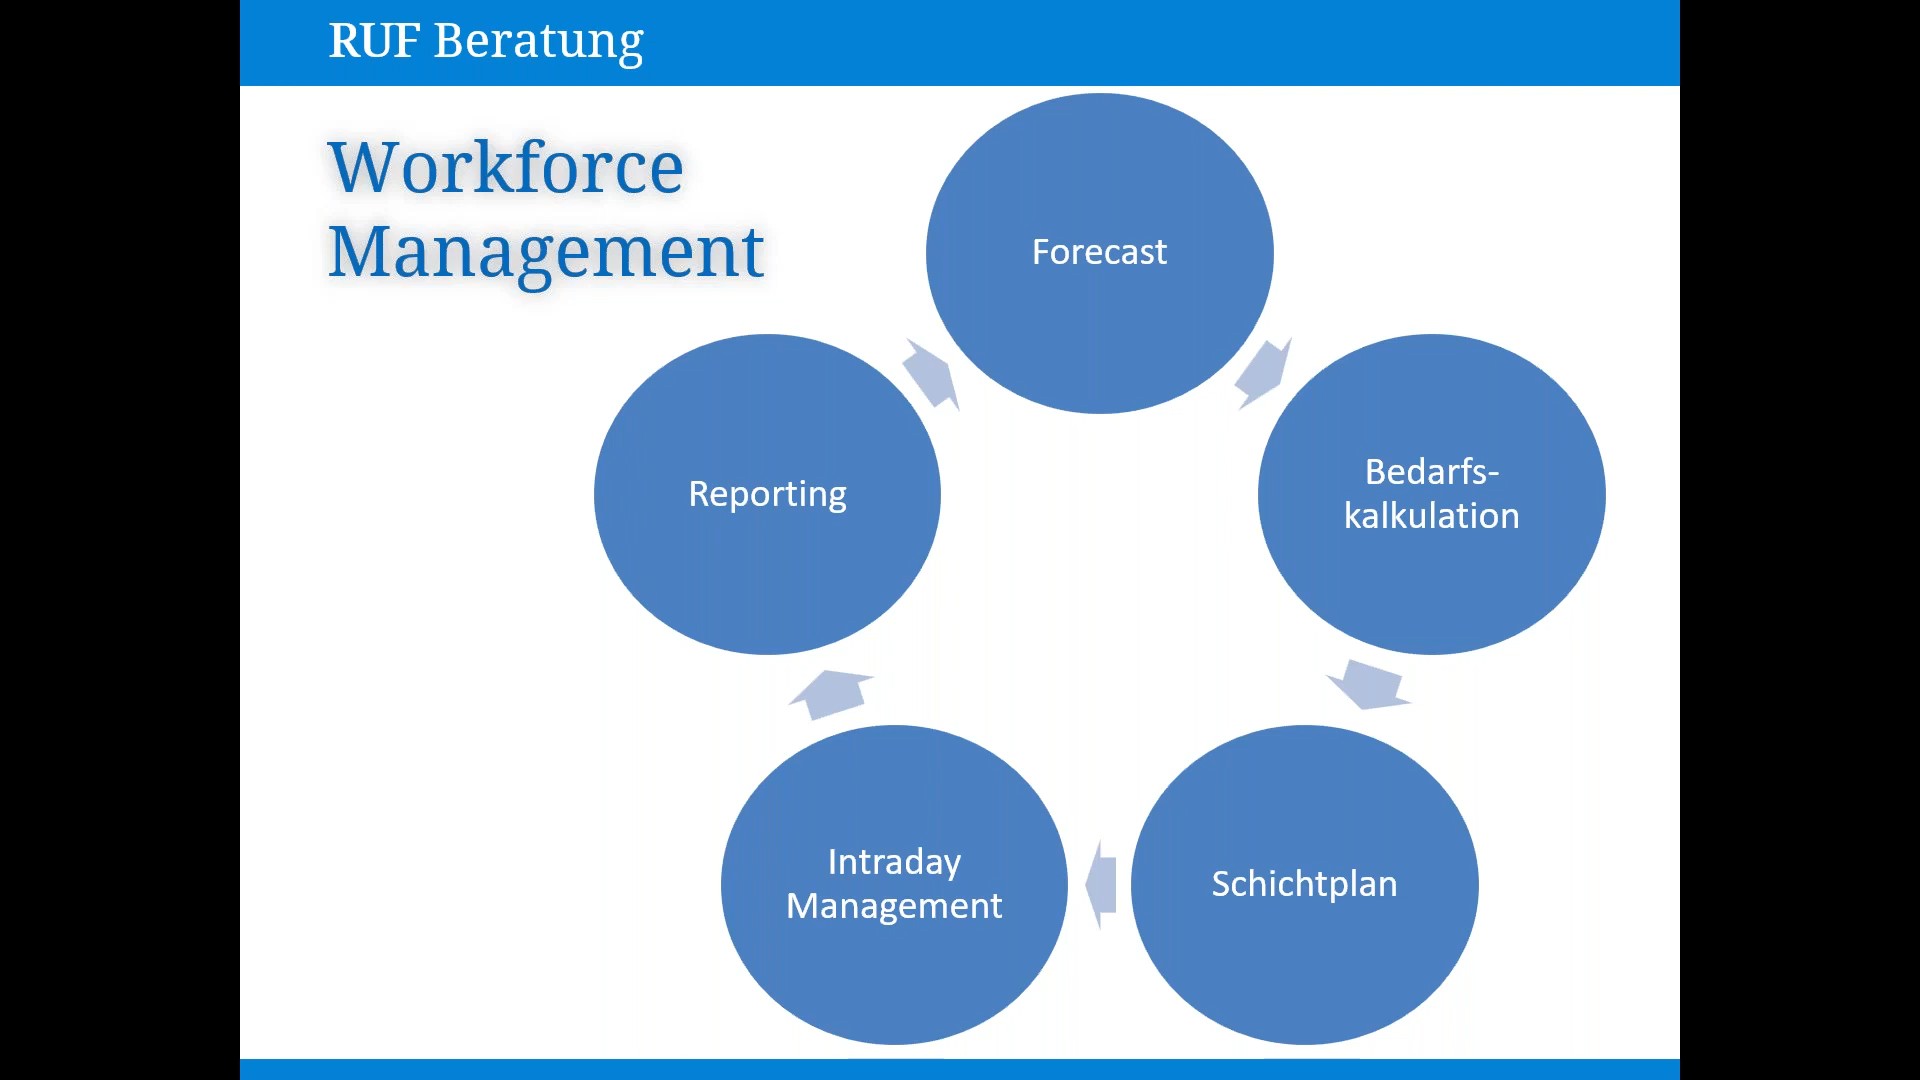 RUF Beratung
Workforce
Management
Forecast
Bedarfs-
kalkulation
Schichtplan
Intraday
Management
Reporting